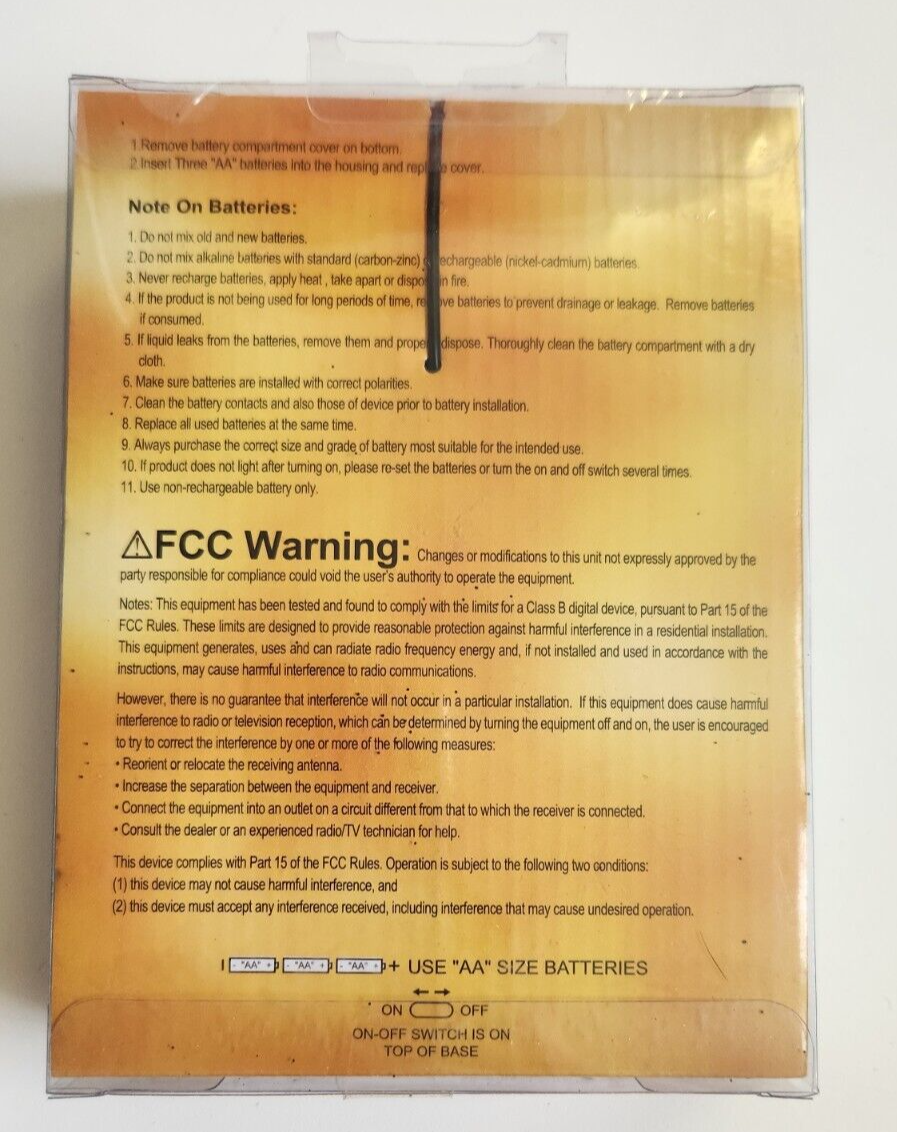 1.Remove battery compartment cover on bottom.
2.Insert Three "AA" batteries into the housing and rep cover.
Note On Batteries:
1. Do not mix old and new batteries.
2. Do not mix alkaline batteries with standard (carbon-zinc) echargeable (nickel-cadmium) batteries.
3. Never recharge batteries, apply heat , take apart or dispo in fire.
4. If the product is not being used for long periods of time, re ve batteries to prevent drainage or leakage. Remove batteries
if consumed.
5. If liquid leaks from the batteries, remove them and prope dispose. Thoroughly clean the battery compartment with a dry
cloth.
6. Make sure batteries are installed with correct polarities.
7. Clean the battery contacts and also those of device prior to battery installation.
8. Replace all used batteries at the same time.
9. Always purchase the correct size and grade of battery most suitable for the intended use.
10. If product does not light after turning on, please re-set the batteries or turn the on and off switch several times.
11. Use non-rechargeable battery only.
⚠FCC Warning: Changes or modifications to this unit not expressly approved by the
party responsible for compliance could void the user's authority to operate the equipment.
Notes: This equipment has been tested and found to comply with the limits for a Class B digital device, pursuant to Part 15 of the
FCC Rules. These limits are designed to provide reasonable protection against harmful interference in a residential installation.
This equipment generates, uses and can radiate radio frequency energy and, if not installed and used in accordance with the
instructions, may cause harmful interference to radio communications.
However, there is no guarantee that interference will not occur in a particular installation. If this equipment does cause harmful
interference to radio or television reception, which can be determined by turning the equipment off and on, the user is encouraged
to try to correct the interference by one or more of the following measures:
• Reorient or relocate the receiving antenna.
• Increase the separation between the equipment and receiver.
• Connect the equipment into an outlet on a circuit different from that to which the receiver is connected.
• Consult the dealer or an experienced radio/TV technician for help.
This device complies with Part 15 of the FCC Rules. Operation is subject to the following two conditions:
(1) this device may not cause harmful interference, and
(2) this device must accept any interference received, including interference that may cause undesired operation.
- "AA" + - "AA" + - "AA" + + USE "AA" SIZE BATTERIES
ON OFF
ON-OFF SWITCH IS ON
TOP OF BASE